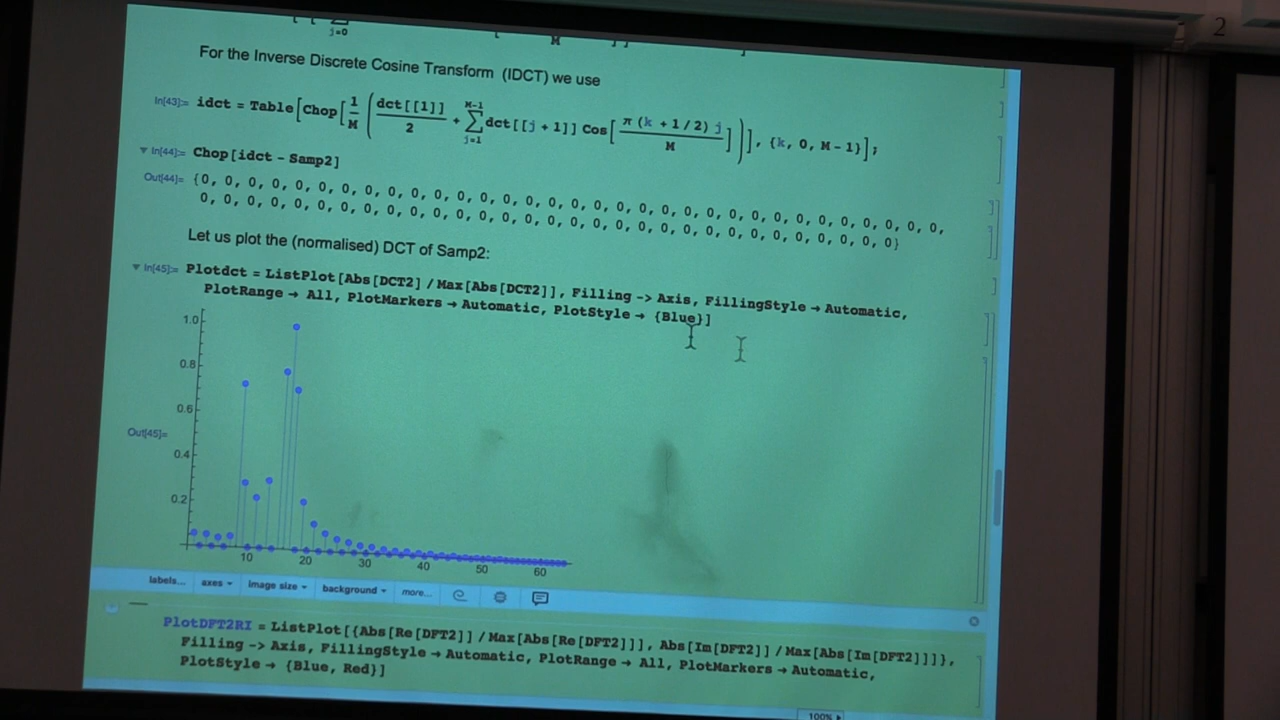 j=0
M
2
For the Inverse Discrete Cosine Transform (IDCT) we use
In[43]:= idct = Table[Chop[1/M (dct[[1]]/2 + ∑_{j=1}^{M-1} dct[[j + 1]] Cos[π (k + 1/2) j/M])], {k, 0, M - 1}];
In[44]:= Chop[idct - Samp2]
Out[44]= {0, 0, 0, 0, 0, 0, 0, 0, 0, 0, 0, 0, 0, 0, 0, 0, 0, 0, 0, 0, 0, 0, 0, 0, 0, 0, 0, 0, 0, 0, 0, 0, 0,
0, 0, 0, 0, 0, 0, 0, 0, 0, 0, 0, 0, 0, 0, 0, 0, 0, 0, 0, 0, 0, 0, 0, 0, 0, 0, 0, 0, 0, 0, 0}
Let us plot the (normalised) DCT of Samp2:
In[45]:= Plotdct = ListPlot[Abs[DCT2] / Max[Abs[DCT2]], Filling -> Axis, FillingStyle → Automatic,
PlotRange → All, PlotMarkers → Automatic, PlotStyle → {Blue}]
1.0
0.8
0.6
Out[45]=
0.4
0.2
10 20 30 40 50 60
labels... axes image size background more...
PlotDFT2RI = ListPlot[{Abs[Re[DFT2]] / Max[Abs[Re[DFT2]]], Abs[Im[DFT2]] / Max[Abs[Im[DFT2]]]},
Filling -> Axis, FillingStyle → Automatic, PlotRange → All, PlotMarkers → Automatic,
PlotStyle → {Blue, Red}]
100%